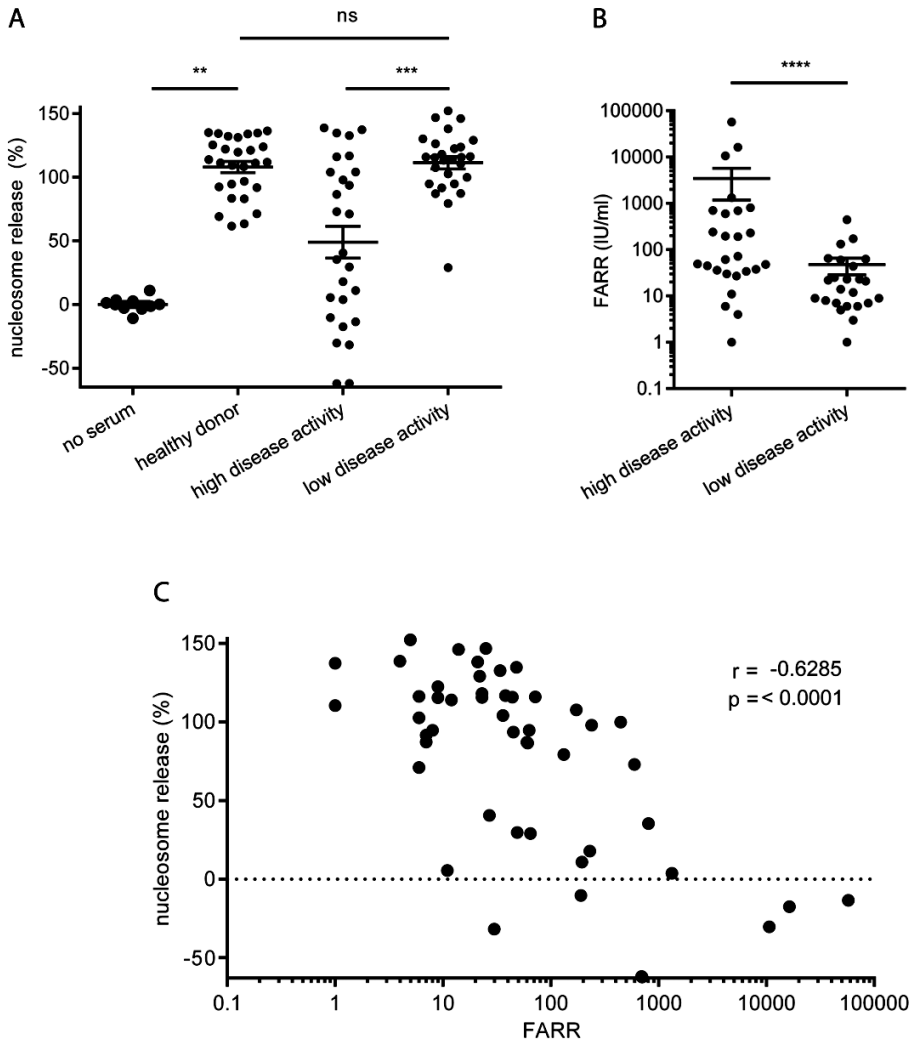 A
ns
**
***
nucleosome release (%)
150
100
50
0
-50
no serum
healthy donor
high disease activity
low disease activity
B
****
FARR (IU/ml)
100000
10000
1000
100
10
1
0.1
high disease activity
low disease activity
C
nucleosome release (%)
150
100
50
0
-50
r = -0.6285
p =< 0.0001
0.1 1 10 100 1000 10000 100000
FARR